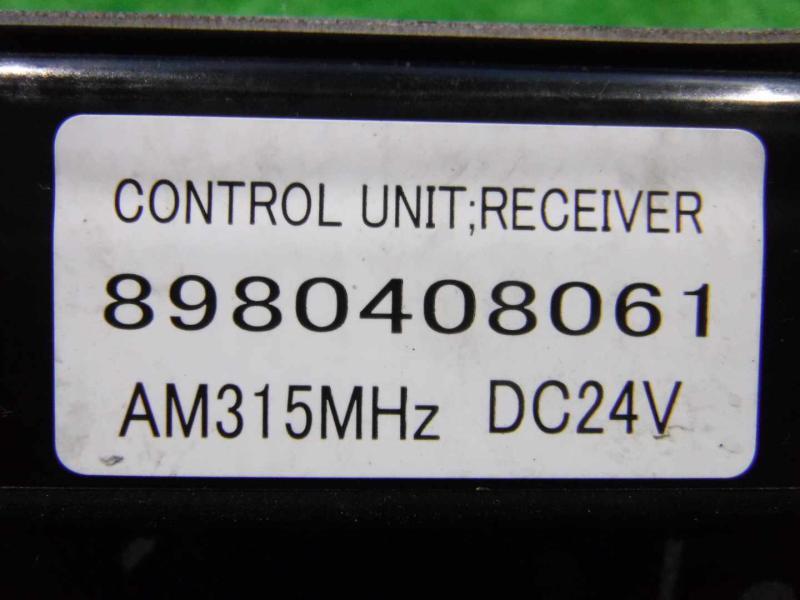 CONTROL UNIT;RECEIVER
8980408061
AM315MHz DC24V